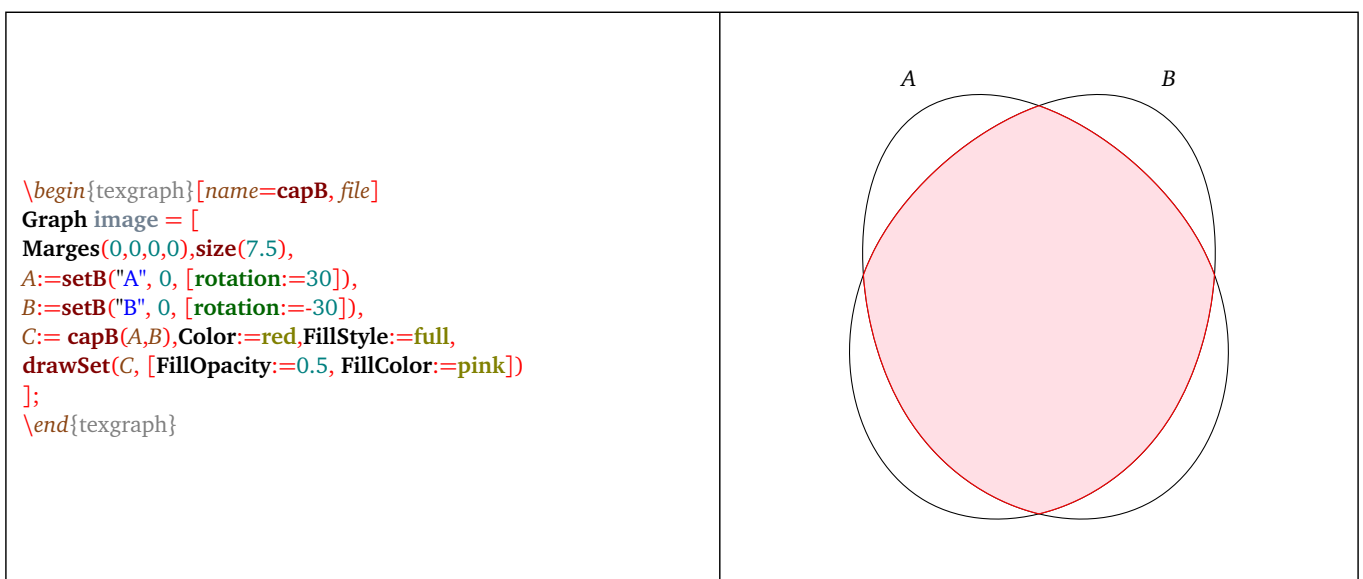 \begin{texgraph}[name=capB, file]
Graph image = [
Marges(0,0,0,0),size(7.5),
A:=setB("A", 0, [rotation:=30]),
B:=setB("B", 0, [rotation:=-30]),
C:= capB(A,B),Color:=red,FillStyle:=full,
drawSet(C, [FillOpacity:=0.5, FillColor:=pink])
];
\end{texgraph}
A
B